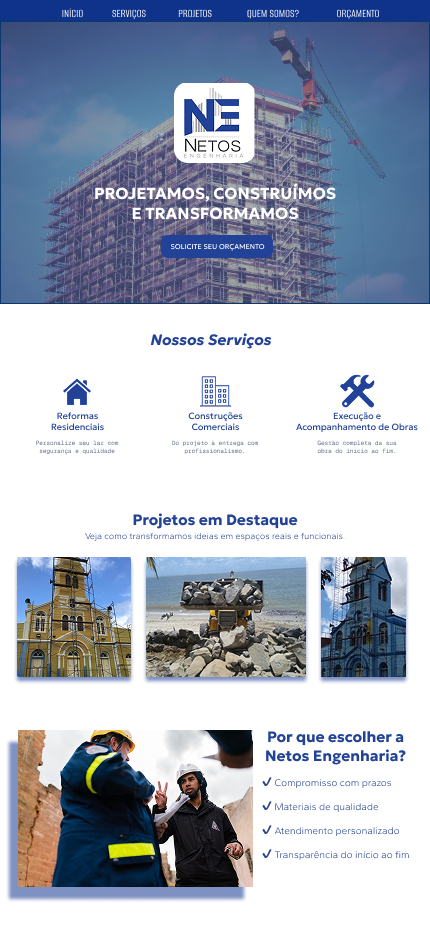 INÍCIO SERVIÇOS PROJETOS QUEM SOMOS? ORÇAMENTO
NE
NETOS
ENGENHARIA
PROJETAMOS, CONSTRUÍMOS
E TRANSFORMAMOS
SOLICITE SEU ORÇAMENTO
Nossos Serviços
Reformas
Residenciais
Personalize seu lar com
segurança e qualidade
Construções
Comerciais
Do projeto à entrega com
profissionalismo.
Execução e
Acompanhamento de Obras
Gestão completa da sua
obra do início ao fim.
Projetos em Destaque
Veja como transformamos ideias em espaços reais e funcionais.
Por que escolher a
Netos Engenharia?
Compromisso com prazos
Materiais de qualidade
Atendimento personalizado
Transparência do início ao fim